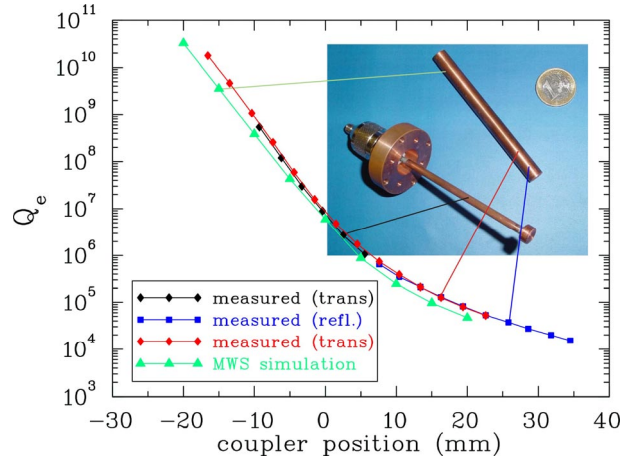 10^11
10^10
10^9
10^8
10^7
10^6
10^5
10^4
10^3
Q_e
measured (trans)
measured (refl.)
measured (trans)
MWS simulation
−30 −20 −10 0 10 20 30 40
coupler position (mm)